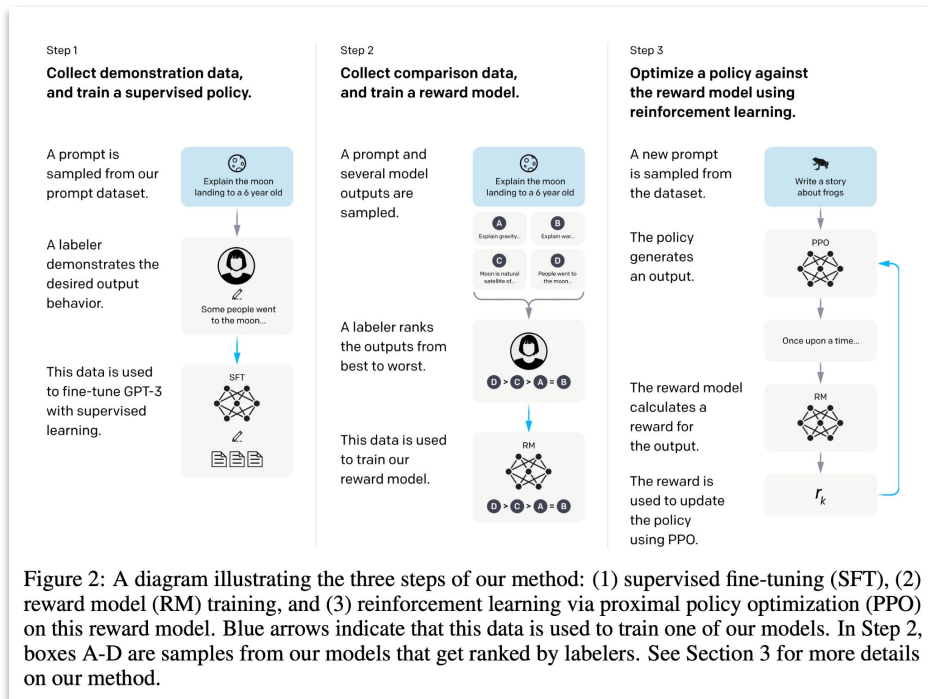 Step 1
Collect demonstration data,
and train a supervised policy.
A prompt is
sampled from our
prompt dataset.
Explain the moon
landing to a 6 year old
A labeler
demonstrates the
desired output
behavior.
Some people went
to the moon...
This data is used
to fine-tune GPT-3
with supervised
learning.
SFT
Step 2
Collect comparison data,
and train a reward model.
A prompt and
several model
outputs are
sampled.
Explain the moon
landing to a 6 year old
A
Explain gravity...
B
Explain war...
C
Moon is natural
satellite of...
D
People went to
the moon...
A labeler ranks
the outputs from
best to worst.
D > C > A = B
This data is used
to train our
reward model.
RM
D > C > A = B
Step 3
Optimize a policy against
the reward model using
reinforcement learning.
A new prompt
is sampled from
the dataset.
Write a story
about frogs
The policy
generates
an output.
PPO
Once upon a time...
The reward model
calculates a
reward for
the output.
RM
The reward is
used to update
the policy
using PPO.
rk
Figure 2: A diagram illustrating the three steps of our method: (1) supervised fine-tuning (SFT), (2)
reward model (RM) training, and (3) reinforcement learning via proximal policy optimization (PPO)
on this reward model. Blue arrows indicate that this data is used to train one of our models. In Step 2,
boxes A-D are samples from our models that get ranked by labelers. See Section 3 for more details
on our method.